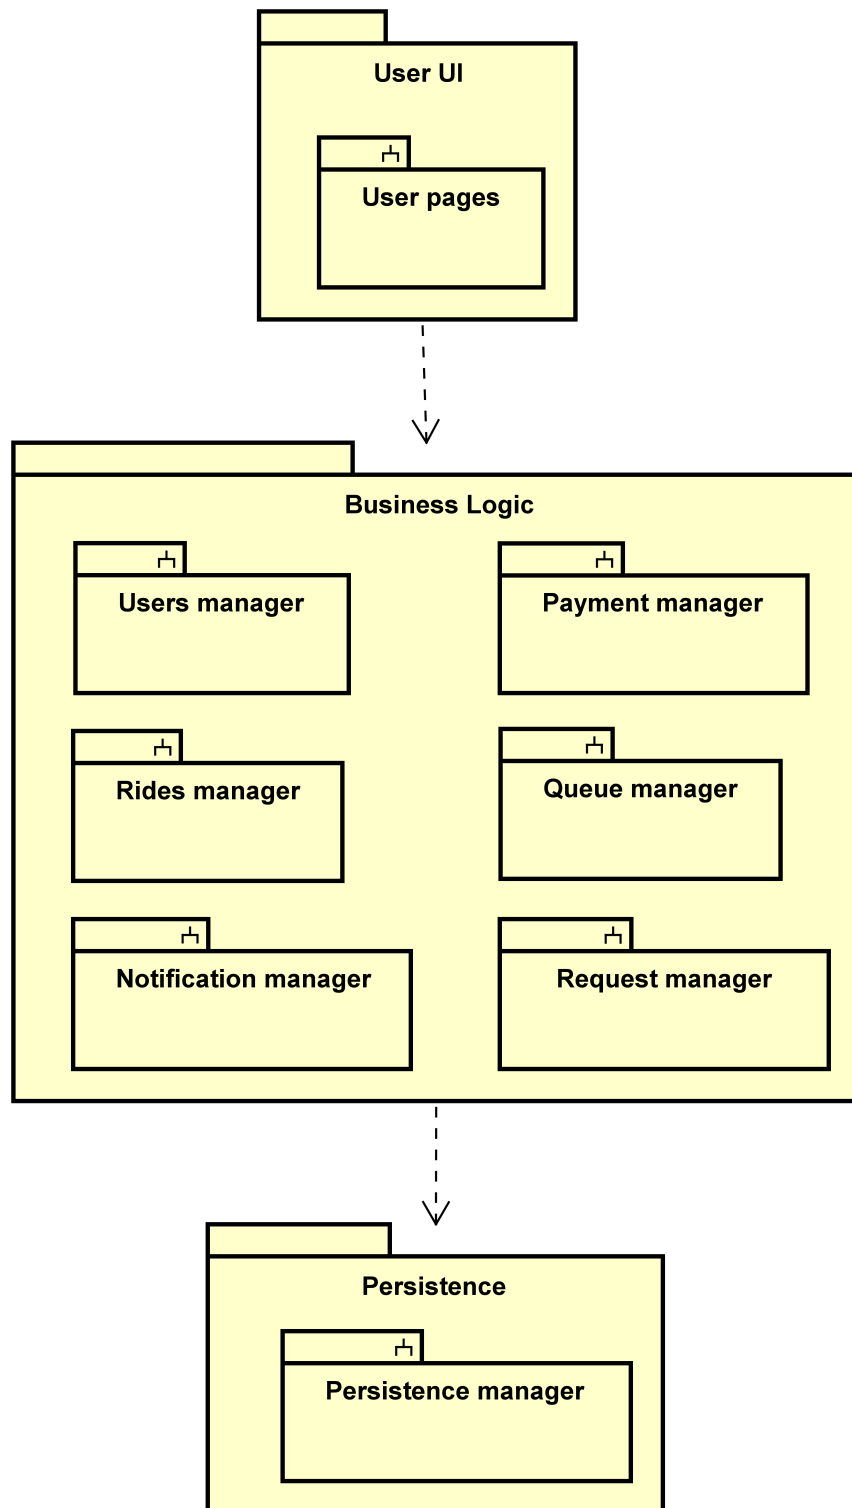 User UI
User pages
Business Logic
Users manager
Payment manager
Rides manager
Queue manager
Notification manager
Request manager
Persistence
Persistence manager